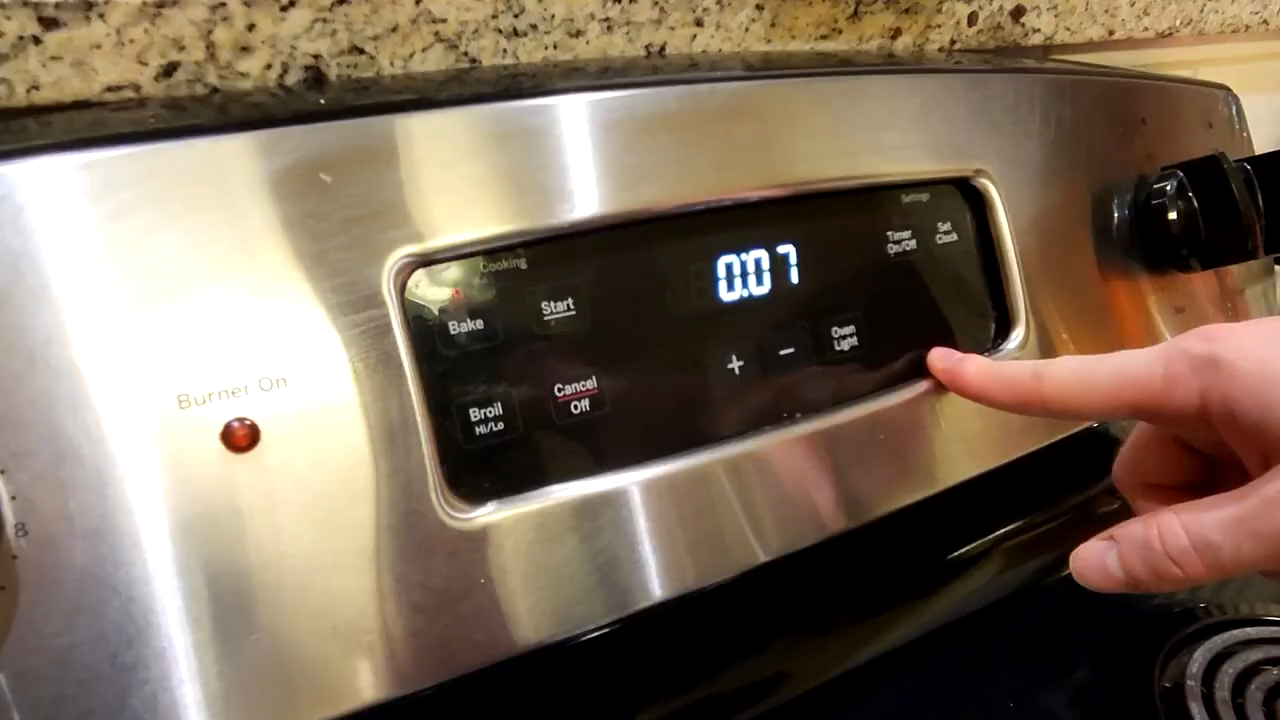 Settings
Cooking
Timer
On/Off
Set
Clock
0:07
Bake
Start
Oven
Light
+
-
Broil
Hi/Lo
Cancel
Off
Burner On
8